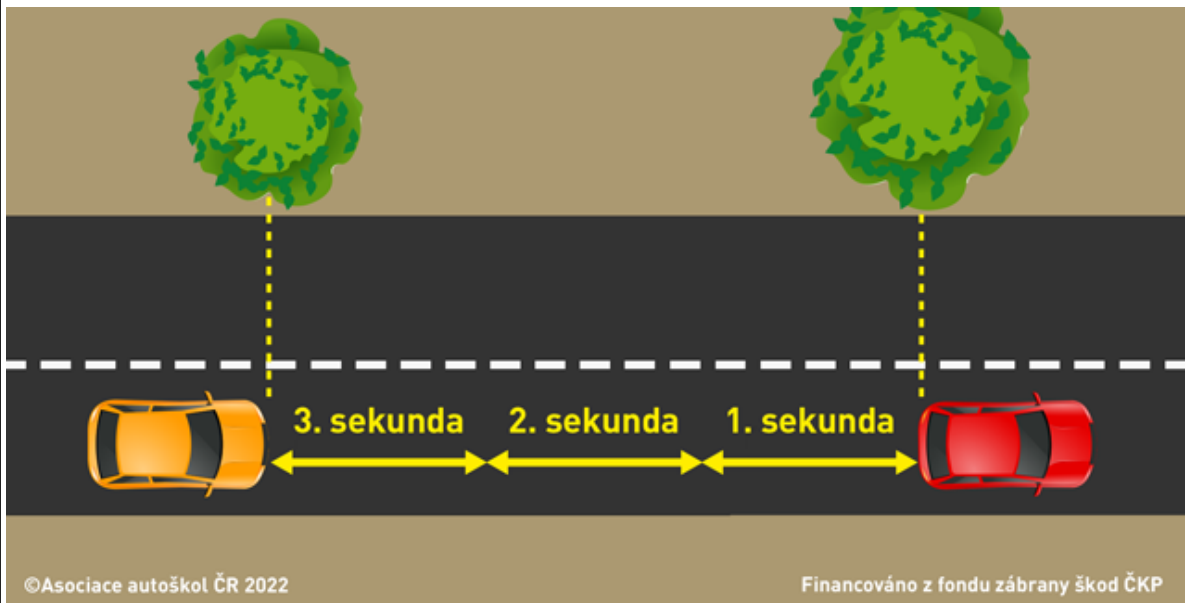 3. sekunda 2. sekunda 1. sekunda
©Asociace autoškol ČR 2022
Financováno z fondu zábrany škod ČKP